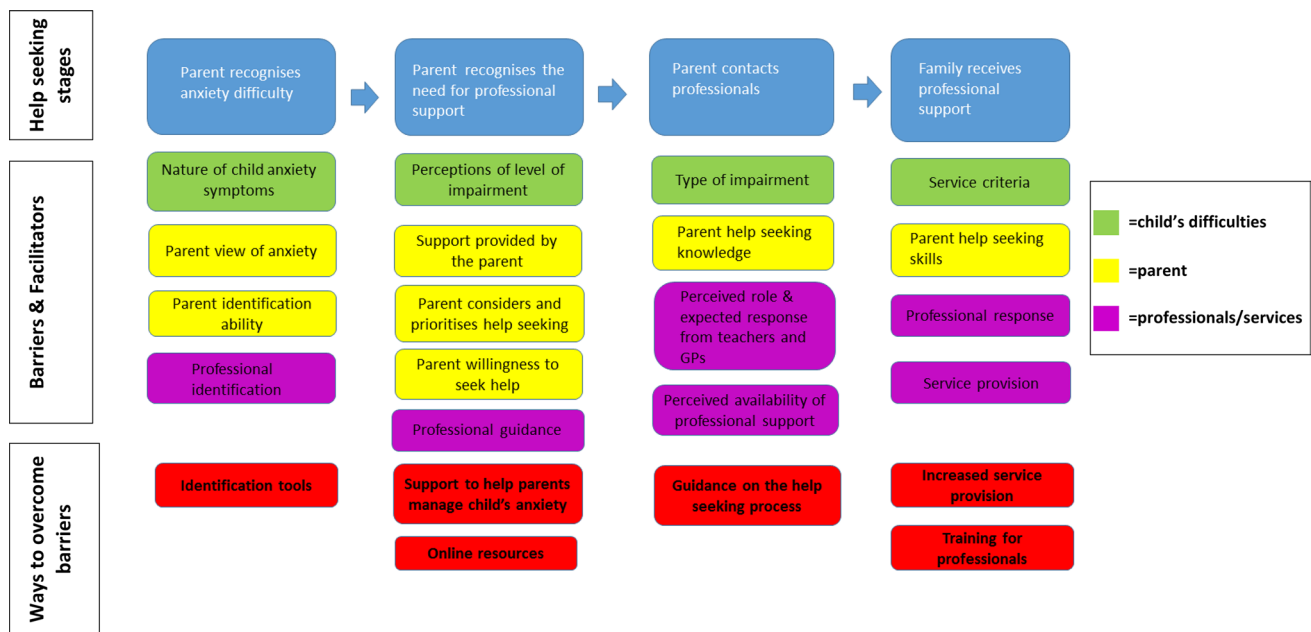 Help seeking
stages
Parent recognises
anxiety difficulty
Parent recognises the
need for professional
support
Parent contacts
professionals
Family receives
professional
support
Barriers & Facilitators
Nature of child anxiety
symptoms
Perceptions of level of
impairment
Type of impairment
Service criteria
Parent view of anxiety
Support provided by
the parent
Parent help seeking
knowledge
Parent help seeking
skills
Parent identification
ability
Parent considers and
prioritises help seeking
Perceived role &
expected response
from teachers and
GPs
Professional response
Professional
identification
Parent willingness to
seek help
Perceived availability of
professional support
Service provision
Professional guidance
Ways to overcome
barriers
Identification tools
Support to help parents
manage child's anxiety
Guidance on the help
seeking process
Increased service
provision
Online resources
Training for
professionals
=child's difficulties
=parent
=professionals/services